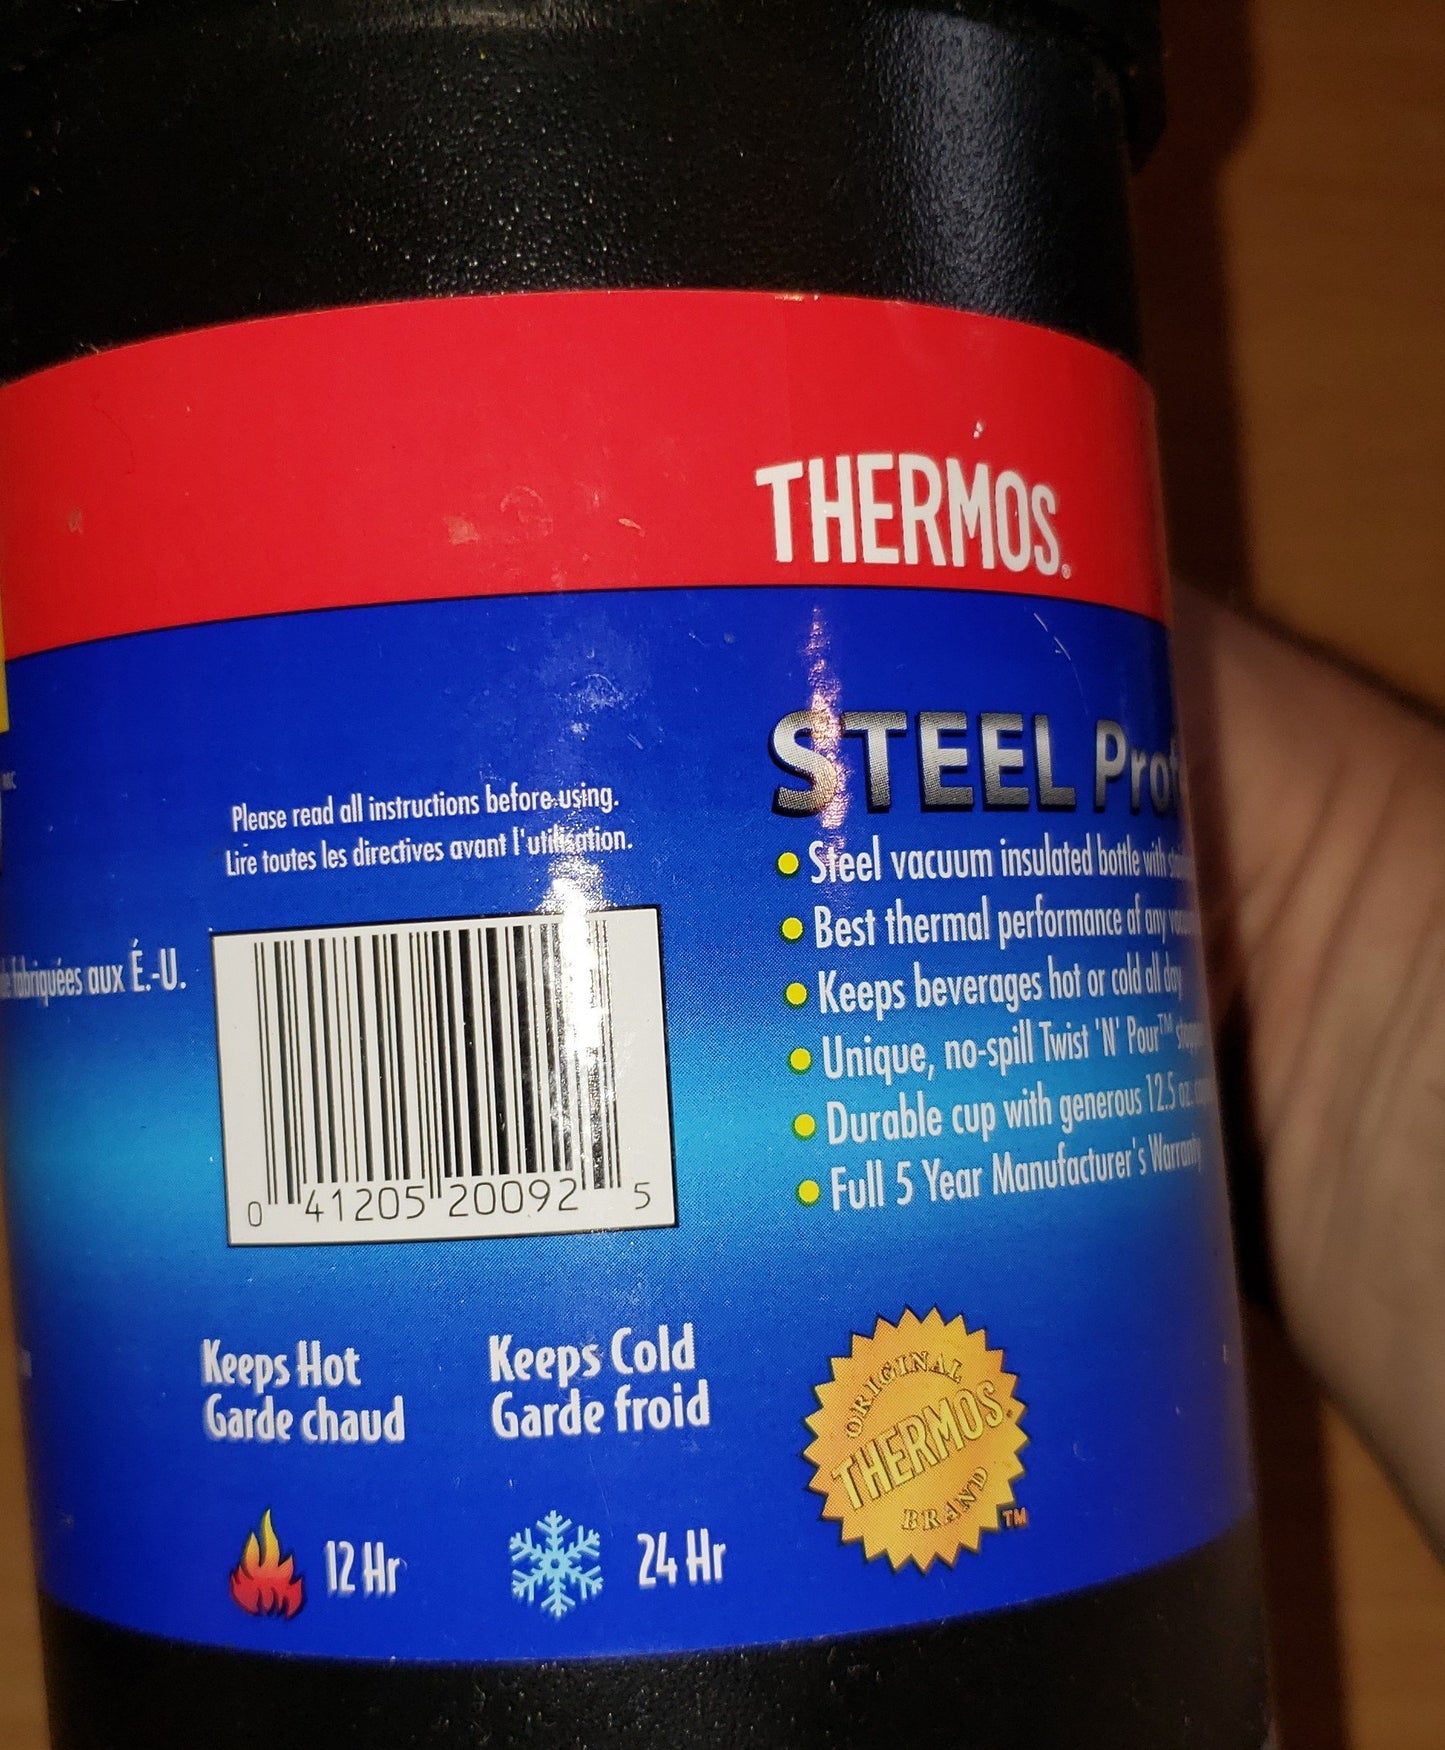 THERMOS®
STEEL
Please read all instructions before using.
Lire toutes les directives avant l'utilisation.
fabriquées aux É.-U.
0 41205 20092 5
• Steel vacuum insulated bottle with
• Best thermal performance of any
• Keeps beverages hot or cold all day
• Unique, no-spill Twist 'N' Pour™
• Durable cup with generous 12.5 oz.
• Full 5 Year Manufacturer's Warranty
Keeps Hot
Garde chaud
12 Hr
Keeps Cold
Garde froid
24 Hr
ORIGINAL
THERMOS®
BRAND
TM